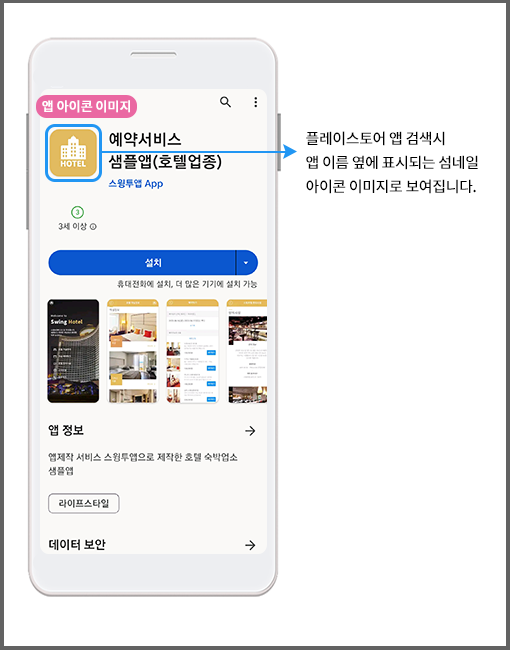 앱 아이콘 이미지
HOTEL
예약서비스
샘플앱(호텔업종)
스윙투앱 App
플레이스토어 앱 검색시
앱 이름 옆에 표시되는 섬네일
아이콘 이미지로 보여집니다.
3
3세 이상
설치
휴대전화에 설치, 더 많은 기기에 설치 가능
Welcome to
Swing Hotel
앱 정보
앱제작 서비스 스윙투앱으로 제작한 호텔 숙박업소
샘플앱
라이프스타일
데이터 보안